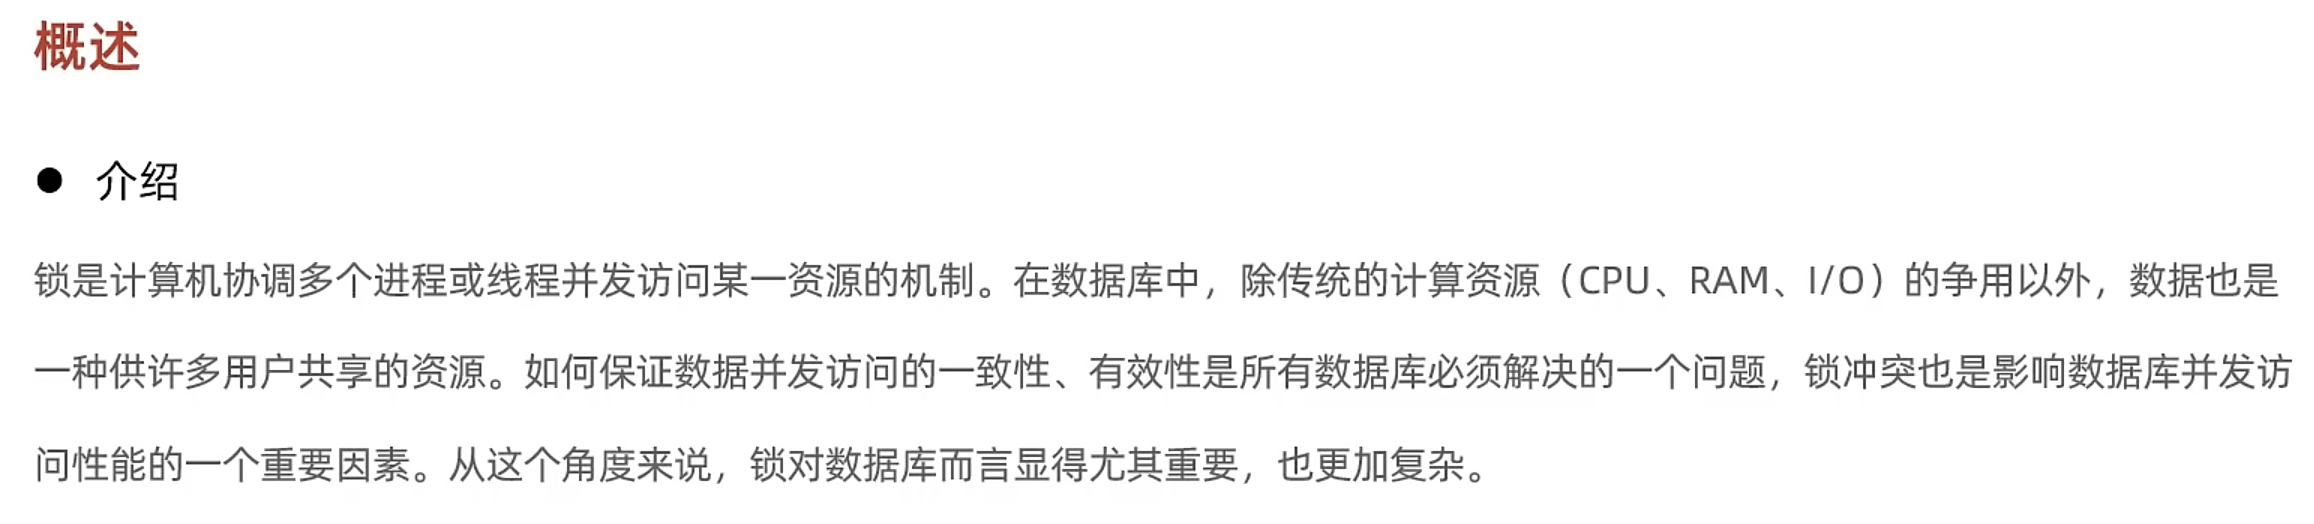 概述
● 介绍
锁是计算机协调多个进程或线程并发访问某一资源的机制。在数据库中，除传统的计算资源（CPU、RAM、I/O）的争用以外，数据也是
一种供许多用户共享的资源。如何保证数据并发访问的一致性、有效性是所有数据库必须解决的一个问题，锁冲突也是影响数据库并发访
问性能的一个重要因素。从这个角度来说，锁对数据库而言显得尤其重要，也更加复杂。